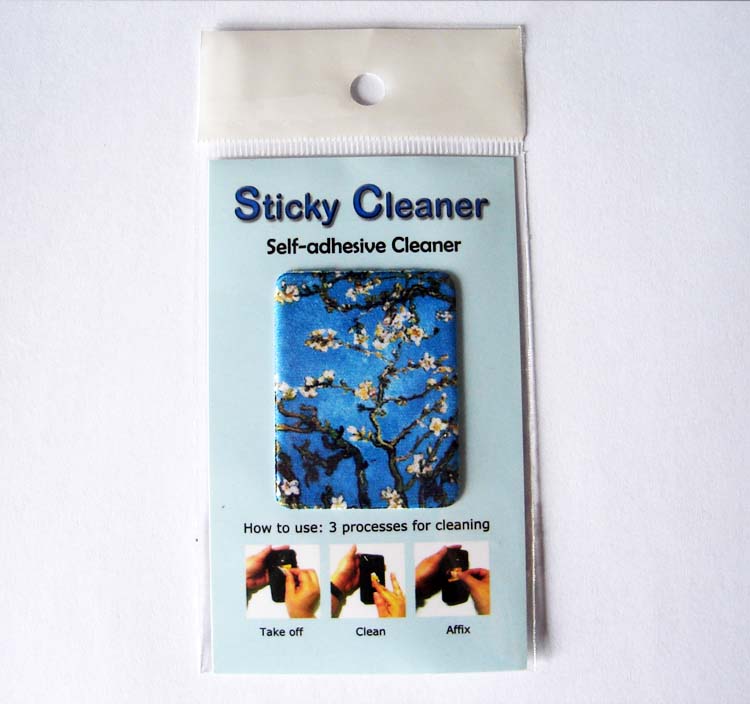 Sticky Cleaner
Self-adhesive Cleaner
How to use: 3 processes for cleaning
Take off
Clean
Affix